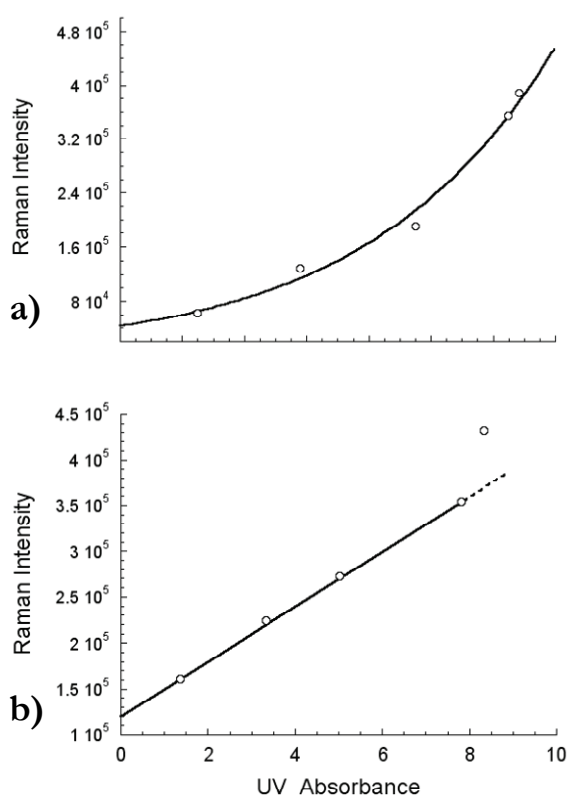 4.8 10⁵
4 10⁵
3.2 10⁵
2.4 10⁵
1.6 10⁵
8 10⁴
Raman Intensity
a)
4.5 10⁵
4 10⁵
3.5 10⁵
3 10⁵
2.5 10⁵
2 10⁵
1.5 10⁵
1 10⁵
Raman Intensity
b)
0 2 4 6 8 10
UV Absorbance